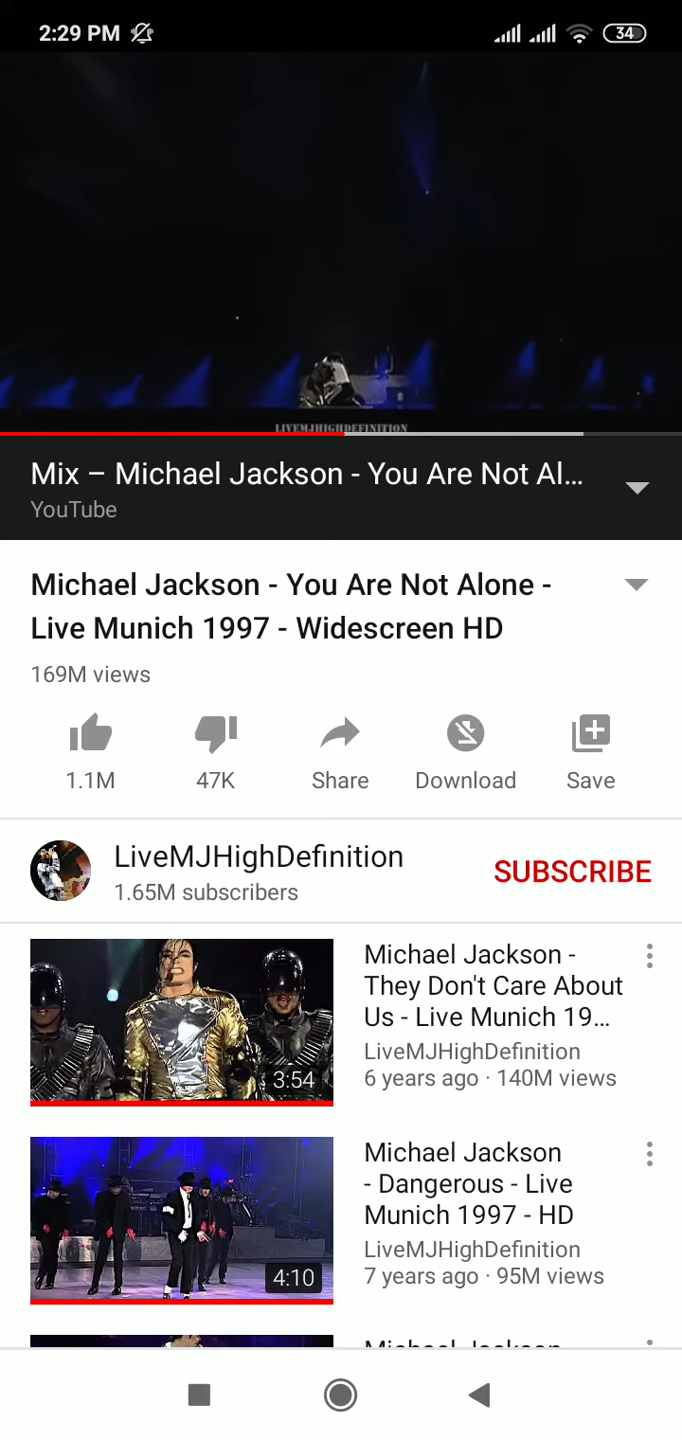 2:29 PM
34
LIVEMJHIGHDEFINITION
Mix – Michael Jackson - You Are Not Al...
YouTube
Michael Jackson - You Are Not Alone -
Live Munich 1997 - Widescreen HD
169M views
1.1M
47K
Share
Download
Save
LiveMJHighDefinition
1.65M subscribers
SUBSCRIBE
3:54
Michael Jackson -
They Don't Care About
Us - Live Munich 19...
LiveMJHighDefinition
6 years ago · 140M views
4:10
Michael Jackson
- Dangerous - Live
Munich 1997 - HD
LiveMJHighDefinition
7 years ago · 95M views
Michael Jackson